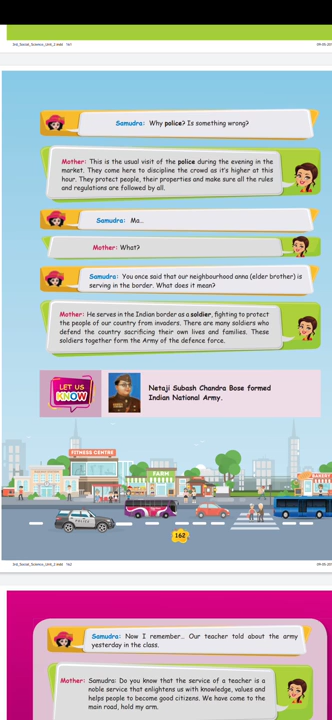 3rd_Social_Science_Unit_2.indd 161
Samudra: Why police? Is something wrong?
Mother: This is the usual visit of the police during the evening in the
market. They come here to discipline the crowd as it's higher at this
hour. They protect people, their properties and make sure all the rules
and regulations are followed by all.
Samudra: Ma...
Mother: What?
Samudra: You once said that our neighbourhood anna (elder brother) is
serving in the border. What does it mean?
Mother: He serves in the Indian border as a soldier, fighting to protect
the people of our country from invaders. There are many soldiers who
defend the country sacrificing their own lives and families. These
soldiers together form the Army of the defence force.
LET US
KNOW
Netaji Subash Chandra Bose formed
Indian National Army.
FITNESS CENTRE
FARM
POLICE
162
3rd_Social_Science_Unit_2.indd 162
Samudra: Now I remember... Our teacher told about the army
yesterday in the class.
Mother: Samudra: Do you know that the service of a teacher is a
noble service that enlightens us with knowledge, values and
helps people to become good citizens. We have come to the
main road, hold my arm.